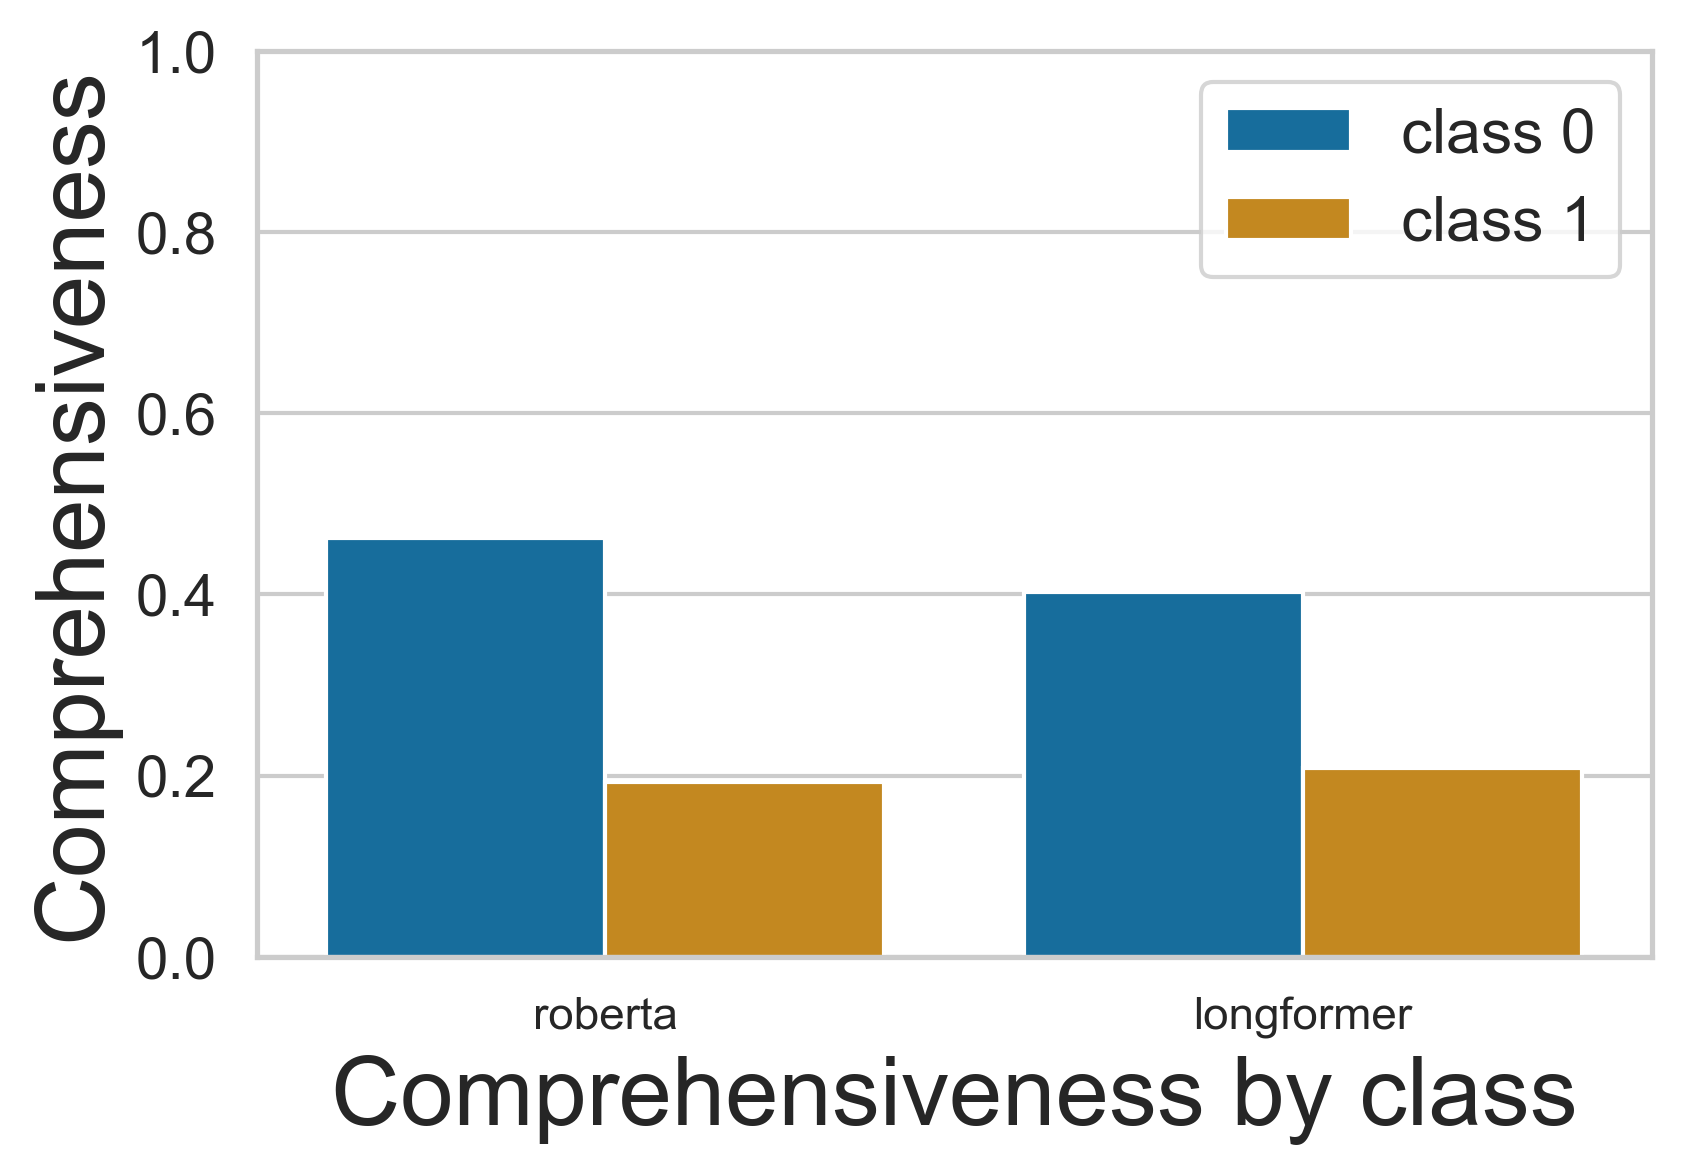 Comprehensiveness
1.0
0.8
0.6
0.4
0.2
0.0
class 0
class 1
roberta
longformer
Comprehensiveness by class